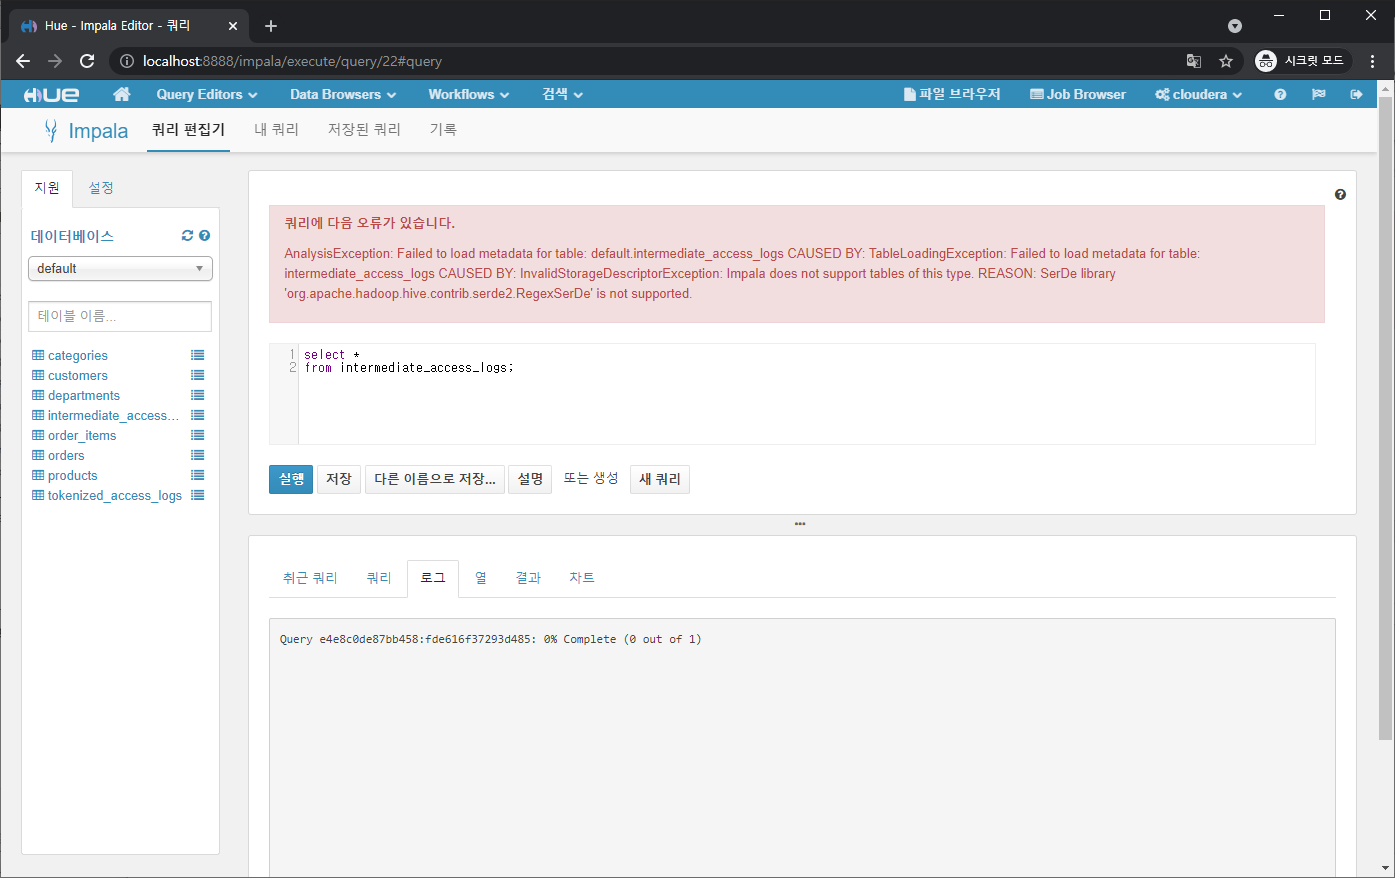 Hue - Impala Editor - 쿼리
localhost:8888/impala/execute/query/22#query
시크릿 모드
HUE
Query Editors
Data Browsers
Workflows
검색
파일 브라우저
Job Browser
cloudera
Impala
쿼리 편집기
내 쿼리
저장된 쿼리
기록
지원
설정
데이터베이스
default
테이블 이름...
categories
customers
departments
intermediate_access...
order_items
orders
products
tokenized_access_logs
쿼리에 다음 오류가 있습니다.
AnalysisException: Failed to load metadata for table: default.intermediate_access_logs CAUSED BY: TableLoadingException: Failed to load metadata for table:
intermediate_access_logs CAUSED BY: InvalidStorageDescriptorException: Impala does not support tables of this type. REASON: SerDe library
'org.apache.hadoop.hive.contrib.serde2.RegexSerDe' is not supported.
1 select *
2 from intermediate_access_logs;
실행
저장
다른 이름으로 저장...
설명
또는 생성
새 쿼리
취근 쿼리
쿼리
로그
열
결과
차트
Query e4e8c0de87bb458:fde616f37293d485: 0% Complete (0 out of 1)